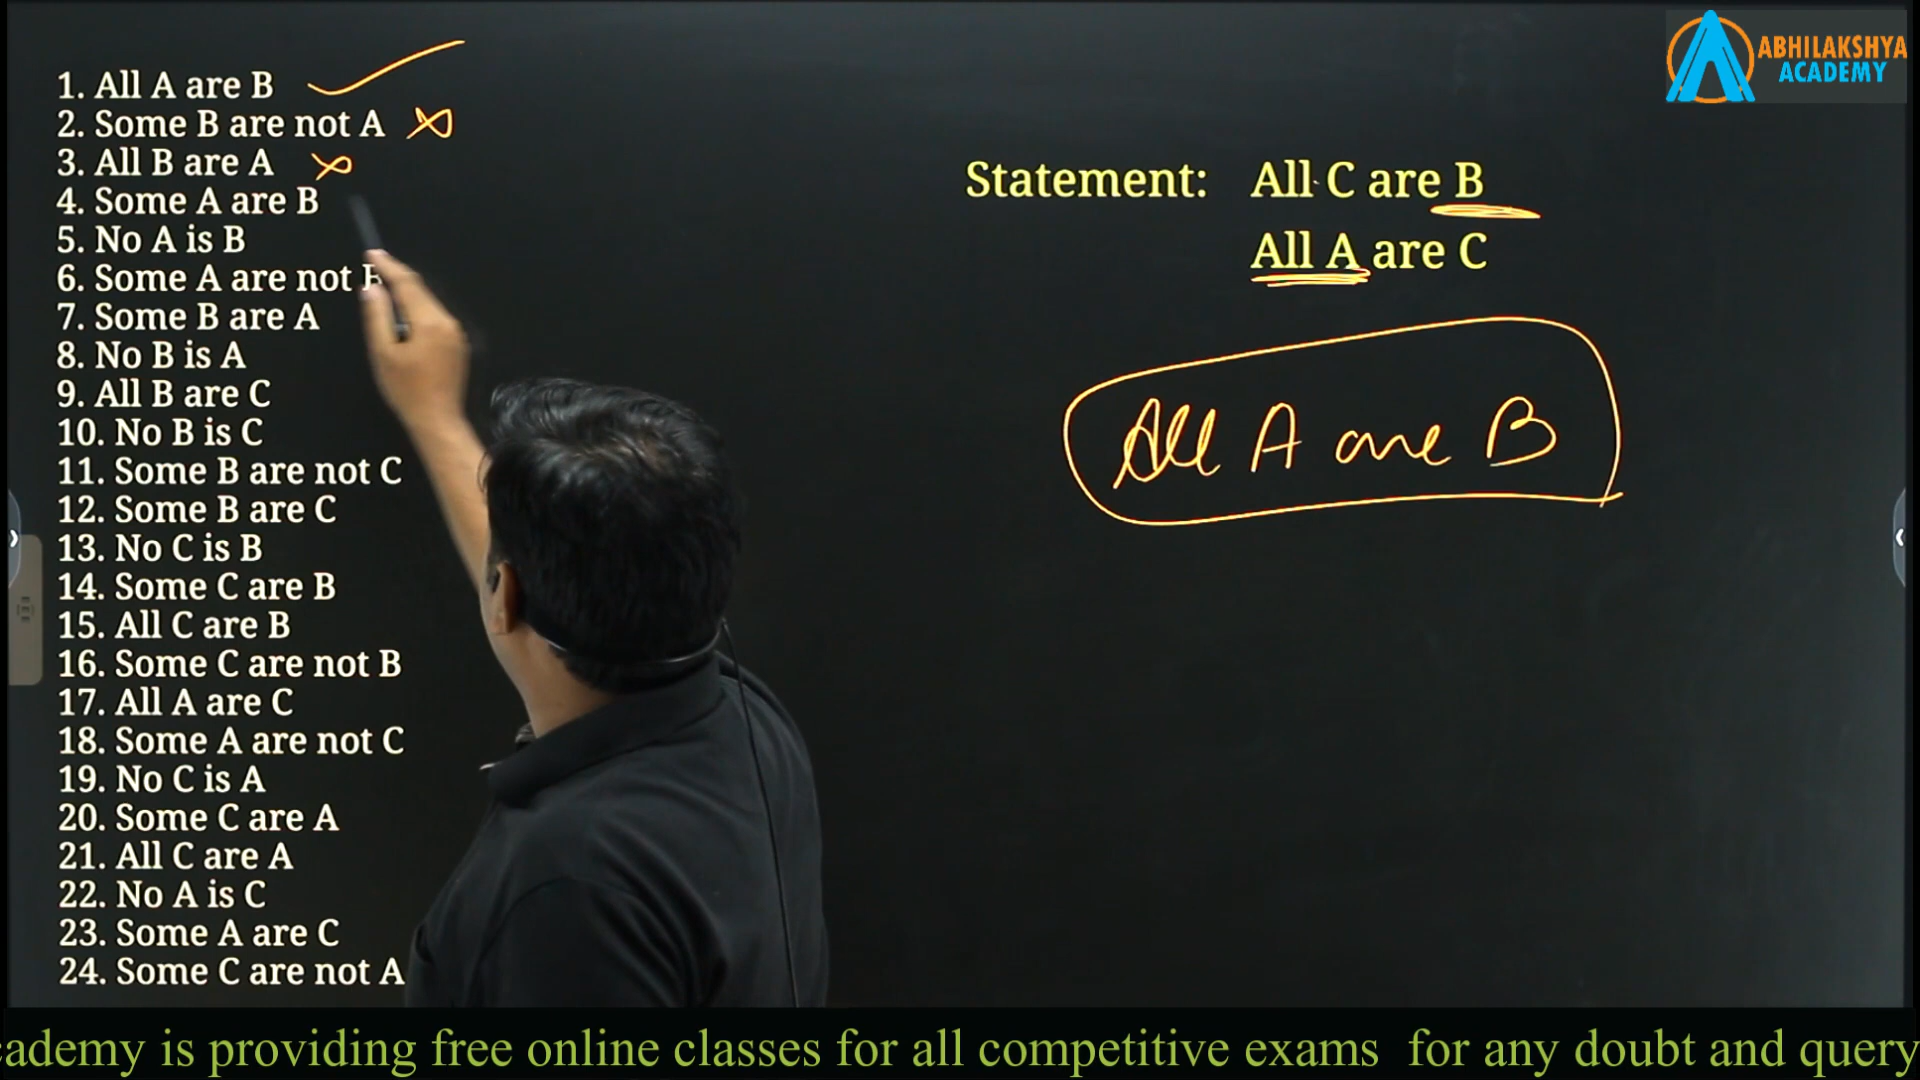 ABHILAKSHYA
ACADEMY
1. All A are B
2. Some B are not A
3. All B are A
4. Some A are B
5. No A is B
6. Some A are not B
7. Some B are A
8. No B is A
9. All B are C
10. No B is C
11. Some B are not C
12. Some B are C
13. No C is B
14. Some C are B
15. All C are B
16. Some C are not B
17. All A are C
18. Some A are not C
19. No C is A
20. Some C are A
21. All C are A
22. No A is C
23. Some A are C
24. Some C are not A
Statement: All C are B
All A are C
All A are B
cademy is providing free online classes for all competitive exams for any doubt and query